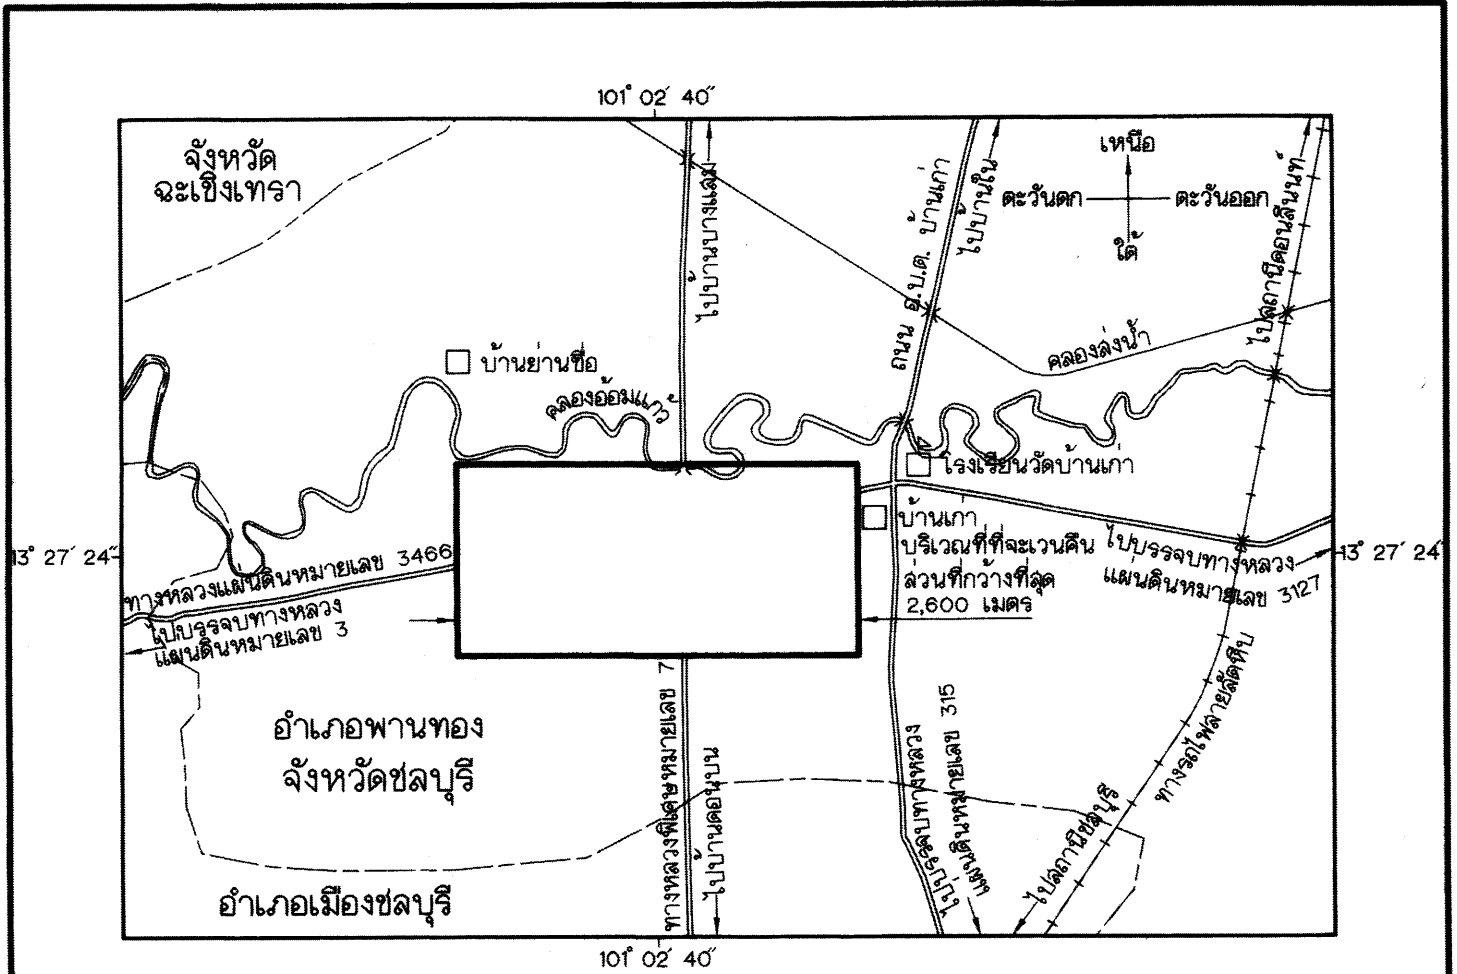 101° 02′ 40″
จังหวัด
ฉะเชิงเทรา
เหนือ
ตะวันตก
ตะวันออก
ใต้
ไปบ้านบางแสม
ถนน อ.บ.ต. บ้านเก่า
ไปบ้านใน
ไปสถานีดอนสีนนท์
คลองส่งน้ำ
บ้านย่านซื่อ
คลองอ้อมแก้ว
โรงเรียนวัดบ้านเก่า
บ้านเก่า
บริเวณที่ที่จะเวนคืน
ส่วนที่กว้างที่สุด
2,600 เมตร
ไปบรรจบทางหลวง
แผ่นดินหมายเลข 3127
13° 27′ 24″
13° 27′ 24″
ทางหลวงแผ่นดินหมายเลข 3466
ไปบรรจบทางหลวง
แผ่นดินหมายเลข 3
อำเภอพานทอง
จังหวัดชลบุรี
อำเภอเมืองชลบุรี
ทางหลวงพิเศษหมายเลข 7
ไปบ้านดอนบน
ไปบรรจบทางหลวง
แผ่นดินหมายเลข 315
ไปสถานีชลบุรี
ทางรถไฟสายสัตหีบ
101° 02′ 40″